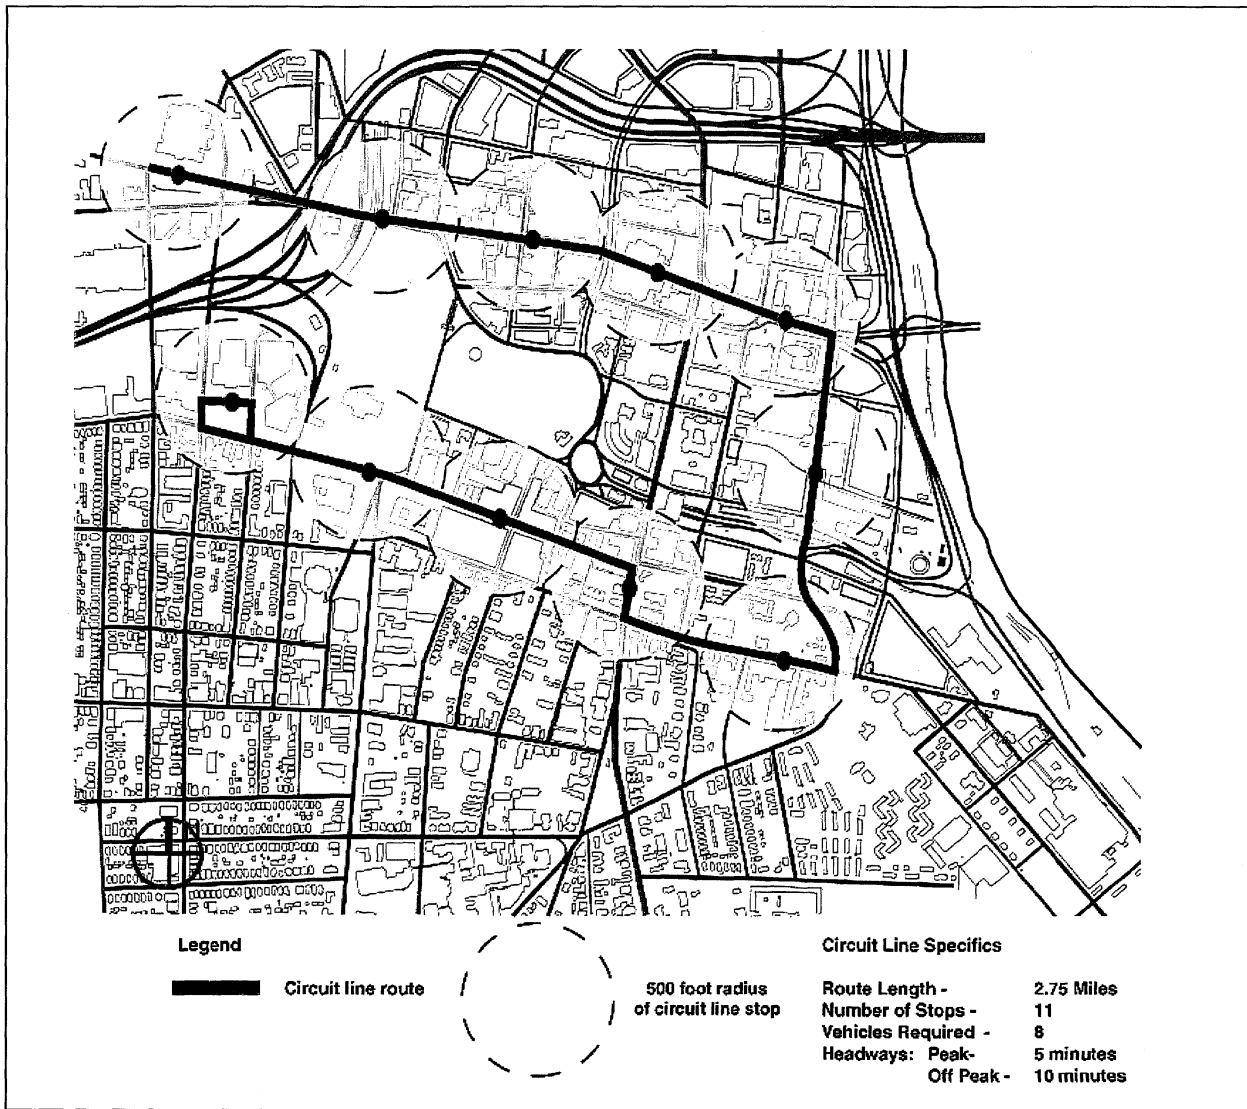 Legend
Circuit line route
500 foot radius
of circuit line stop
Circuit Line Specifics
Route Length - 2.75 Miles
Number of Stops - 11
Vehicles Required - 8
Headways: Peak- 5 minutes
Off Peak - 10 minutes